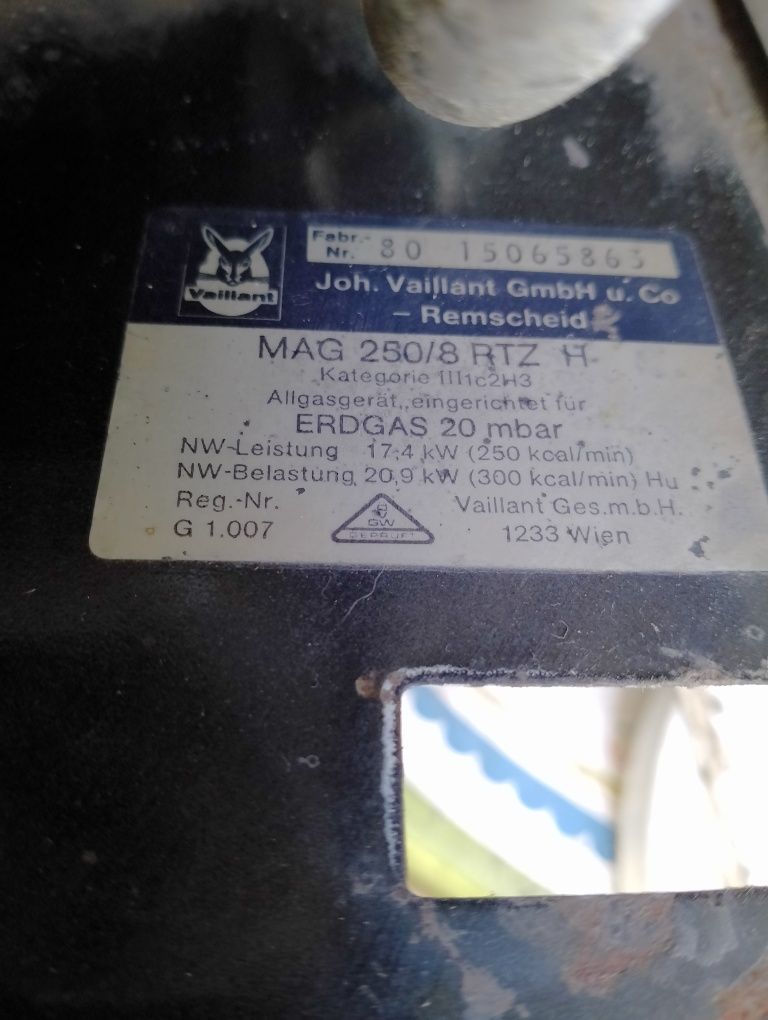 Fabr.-
Nr. 80 15065863
Vaillant
Joh. Vaillant GmbH u. Co
– Remscheid
MAG 250/8 RTZ H
Kategorie III1c2H3
Allgasgerät, eingerichtet für
ERDGAS 20 mbar
NW-Leistung 17,4 kW (250 kcal/min)
NW-Belastung 20,9 kW (300 kcal/min) Hu
Reg.-Nr.
G 1.007
GW
GEPRÜFT
Vaillant Ges.m.b.H.
1233 Wien